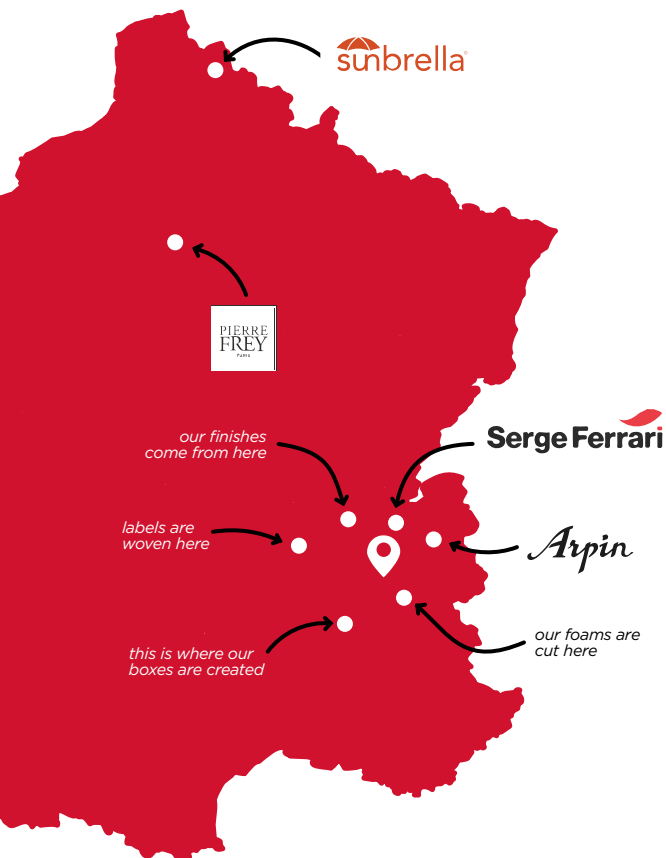 sunbrella®
PIERRE
FREY
PARIS
our finishes
come from here
Serge Ferrari
labels are
woven here
Arpin
our foams are
cut here
this is where our
boxes are created